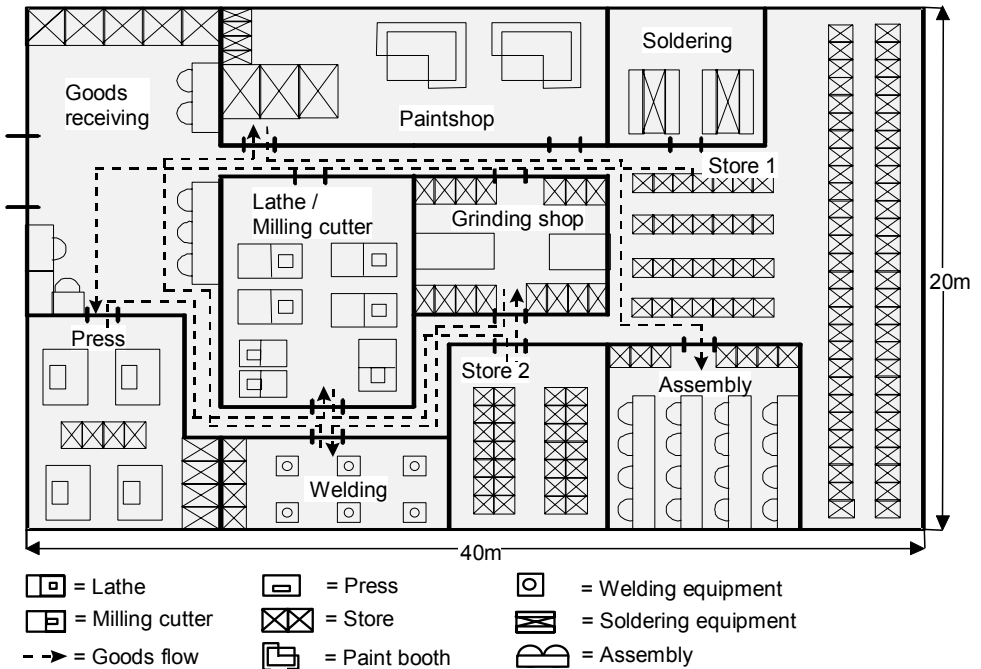 Goods
receiving
Paintshop
Soldering
Store 1
Lathe /
Milling cutter
Grinding shop
20m
Press
Store 2
Assembly
Welding
40m
= Lathe
= Press
= Welding equipment
= Milling cutter
= Store
= Soldering equipment
= Goods flow
= Paint booth
= Assembly